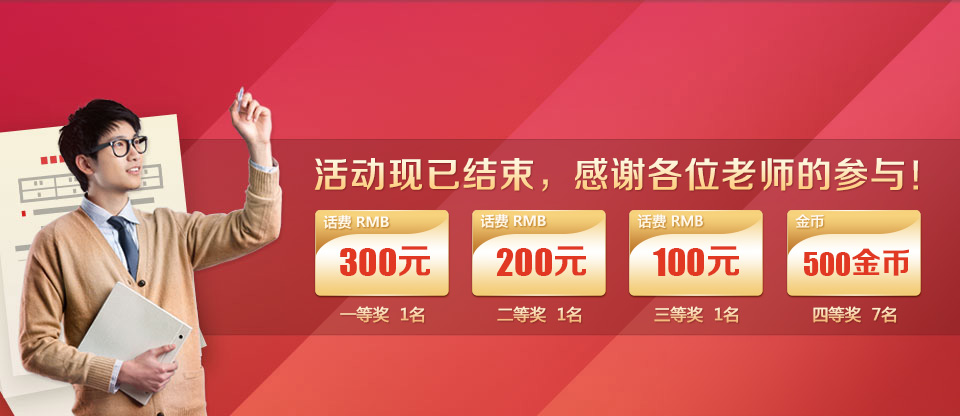 活动现已结束，感谢各位老师的参与！
话费 RMB
300元
一等奖 1名
话费 RMB
200元
二等奖 1名
话费 RMB
100元
三等奖 1名
金币
500金币
四等奖 7名